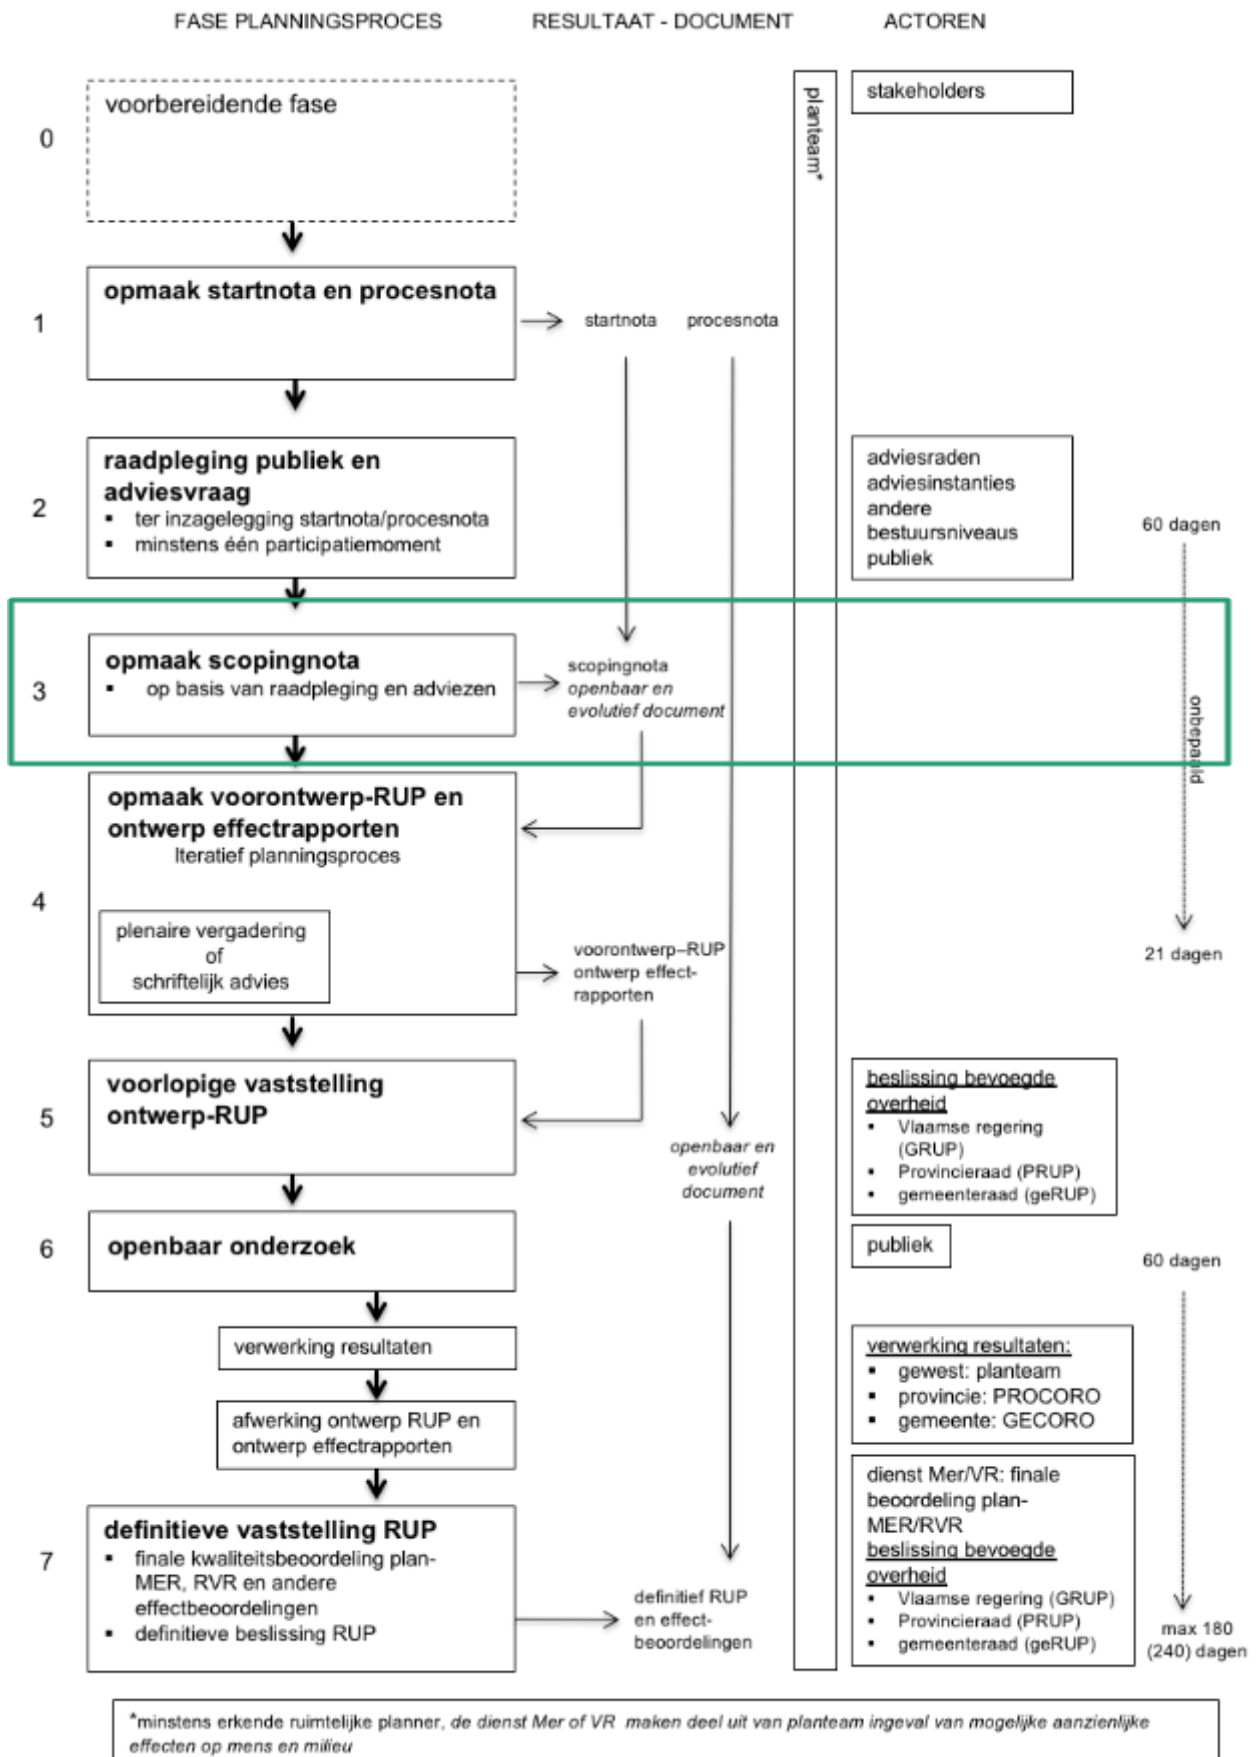 FASE PLANNINGSPROCES
RESULTAAT - DOCUMENT
ACTOREN
0
voorbereidende fase
planteam*
stakeholders
1
opmaak startnota en procesnota
startnota
procesnota
2
raadpleging publiek en
adviesvraag
▪ ter inzagelegging startnota/procesnota
▪ minstens één participatiemoment
adviesraden
adviesinstanties
andere
bestuursniveaus
publiek
60 dagen
3
opmaak scopingnota
▪ op basis van raadpleging en adviezen
scopingnota
openbaar en
evolutief document
onbepaald
4
opmaak voorontwerp-RUP en
ontwerp effectrapporten
Iteratief planningsproces
plenaire vergadering
of
schriftelijk advies
voorontwerp–RUP
ontwerp effect-
rapporten
21 dagen
5
voorlopige vaststelling
ontwerp-RUP
openbaar en
evolutief
document
beslissing bevoegde
overheid
▪ Vlaamse regering
(GRUP)
▪ Provincieraad (PRUP)
▪ gemeenteraad (geRUP)
6
openbaar onderzoek
publiek
60 dagen
verwerking resultaten
verwerking resultaten:
▪ gewest: planteam
▪ provincie: PROCORO
▪ gemeente: GECORO
afwerking ontwerp RUP en
ontwerp effectrapporten
7
definitieve vaststelling RUP
▪ finale kwaliteitsbeoordeling plan-
MER, RVR en andere
effectbeoordelingen
▪ definitieve beslissing RUP
definitief RUP
en effect-
beoordelingen
dienst Mer/VR: finale
beoordeling plan-
MER/RVR
beslissing bevoegde
overheid
▪ Vlaamse regering (GRUP)
▪ Provincieraad (PRUP)
▪ gemeenteraad (geRUP)
max 180
(240) dagen
*minstens erkende ruimtelijke planner, de dienst Mer of VR maken deel uit van planteam ingeval van mogelijke aanzienlijke
effecten op mens en milieu